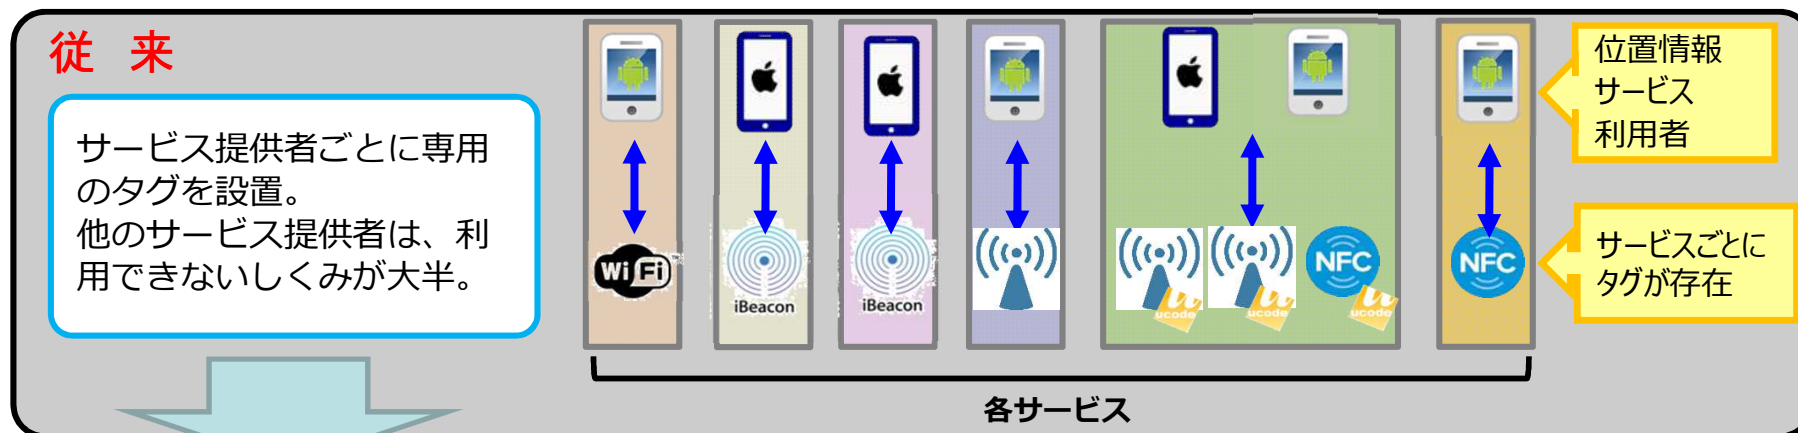 従 来
サービス提供者ごとに専用
のタグを設置。
他のサービス提供者は、利
用できないしくみが大半。
位置情報
サービス
利用者
サービスごとに
タグが存在
WiFi
iBeacon
iBeacon
ucode
ucode
NFC
ucode
NFC
各サービス